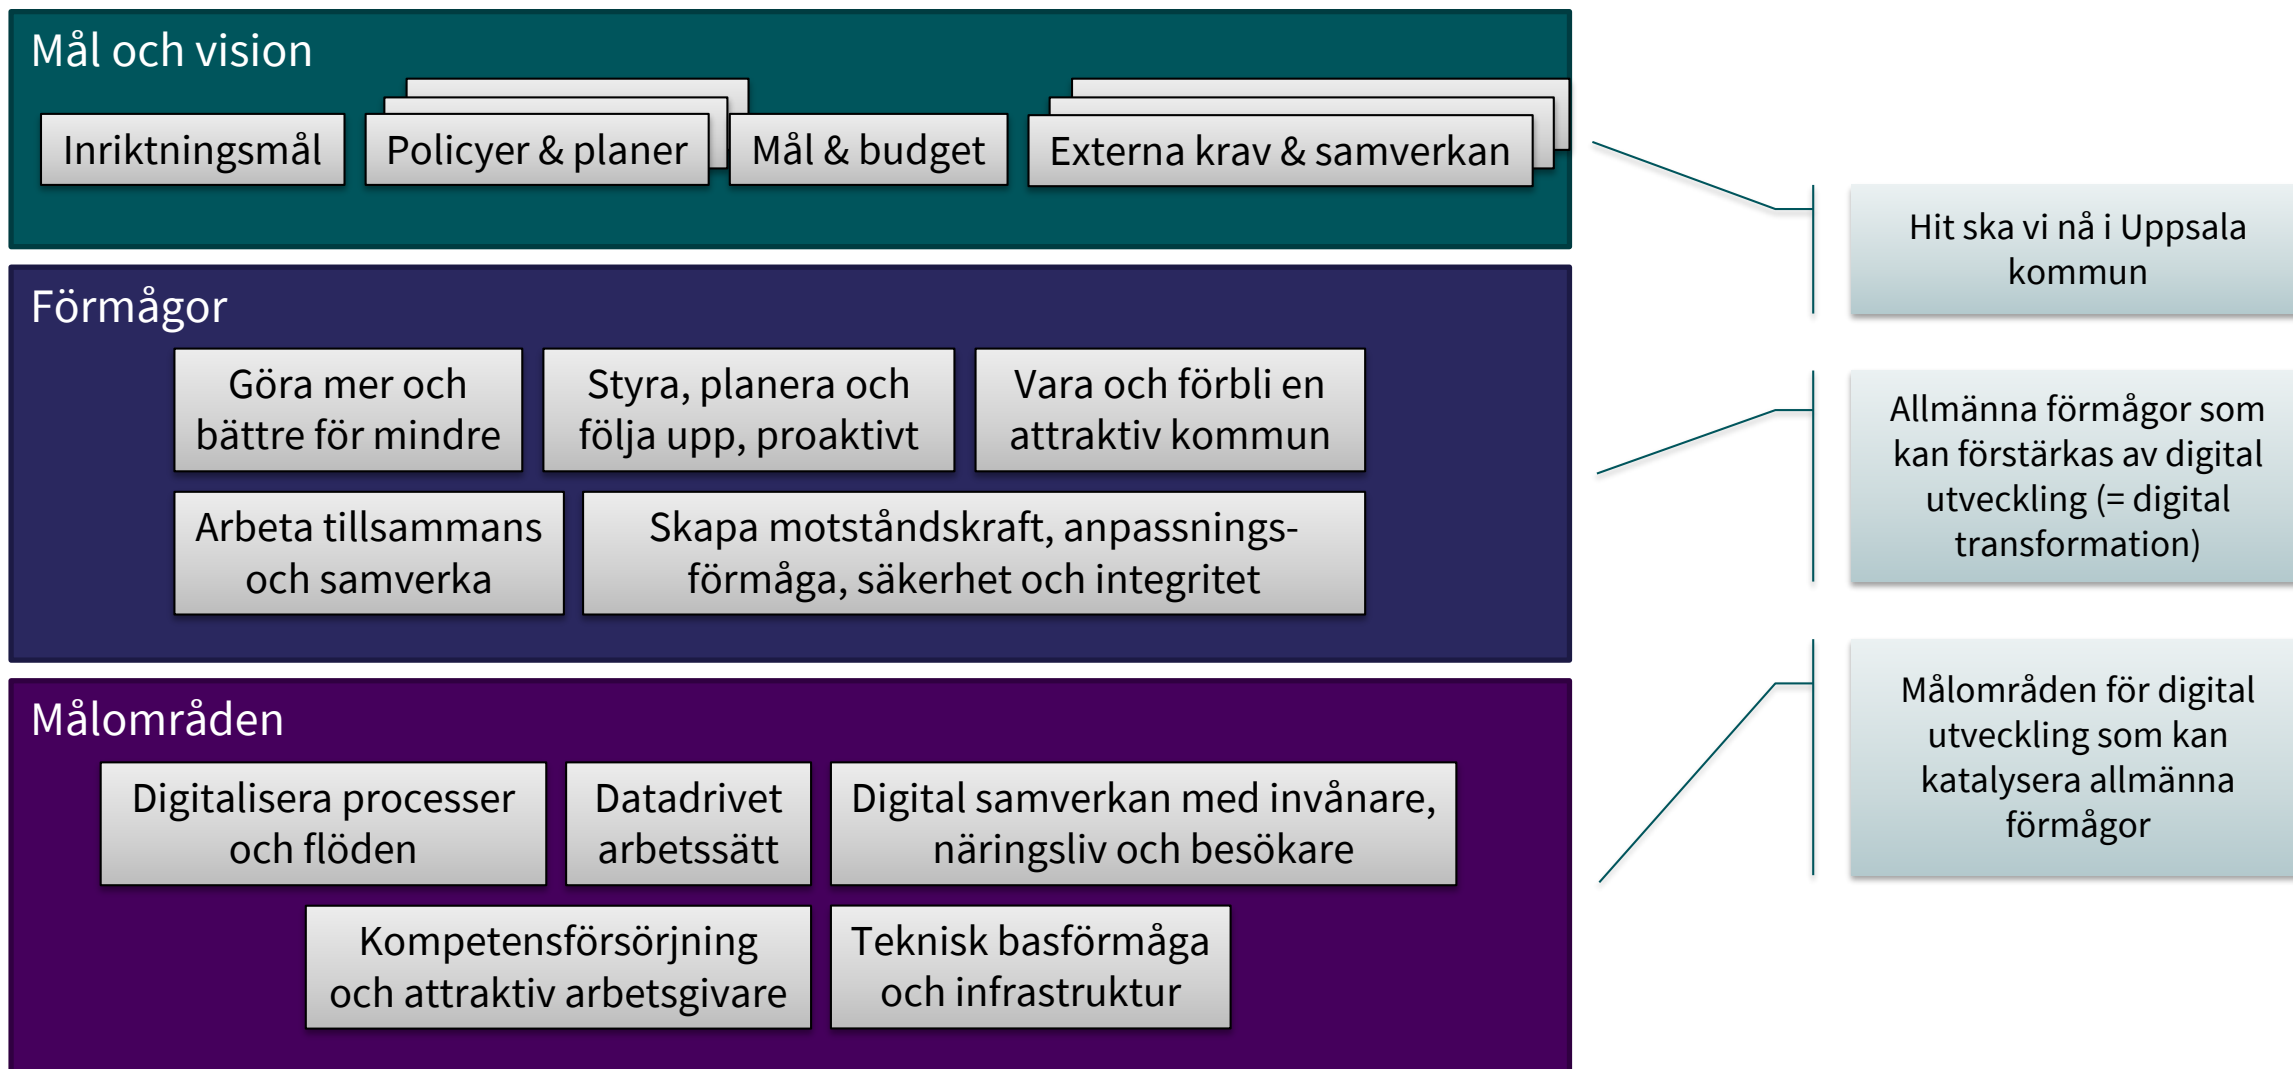 Mål och vision
Inriktningsmål
Policyer & planer
Mål & budget
Externa krav & samverkan
Hit ska vi nå i Uppsala
kommun
Förmågor
Göra mer och
bättre för mindre
Styra, planera och
följa upp, proaktivt
Vara och förbli en
attraktiv kommun
Arbeta tillsammans
och samverka
Skapa motståndskraft, anpassnings-
förmåga, säkerhet och integritet
Allmänna förmågor som
kan förstärkas av digital
utveckling (= digital
transformation)
Målområden
Digitalisera processer
och flöden
Datadrivet
arbetssätt
Digital samverkan med invånare,
näringsliv och besökare
Kompetensförsörjning
och attraktiv arbetsgivare
Teknisk basförmåga
och infrastruktur
Målområden för digital
utveckling som kan
katalysera allmänna
förmågor